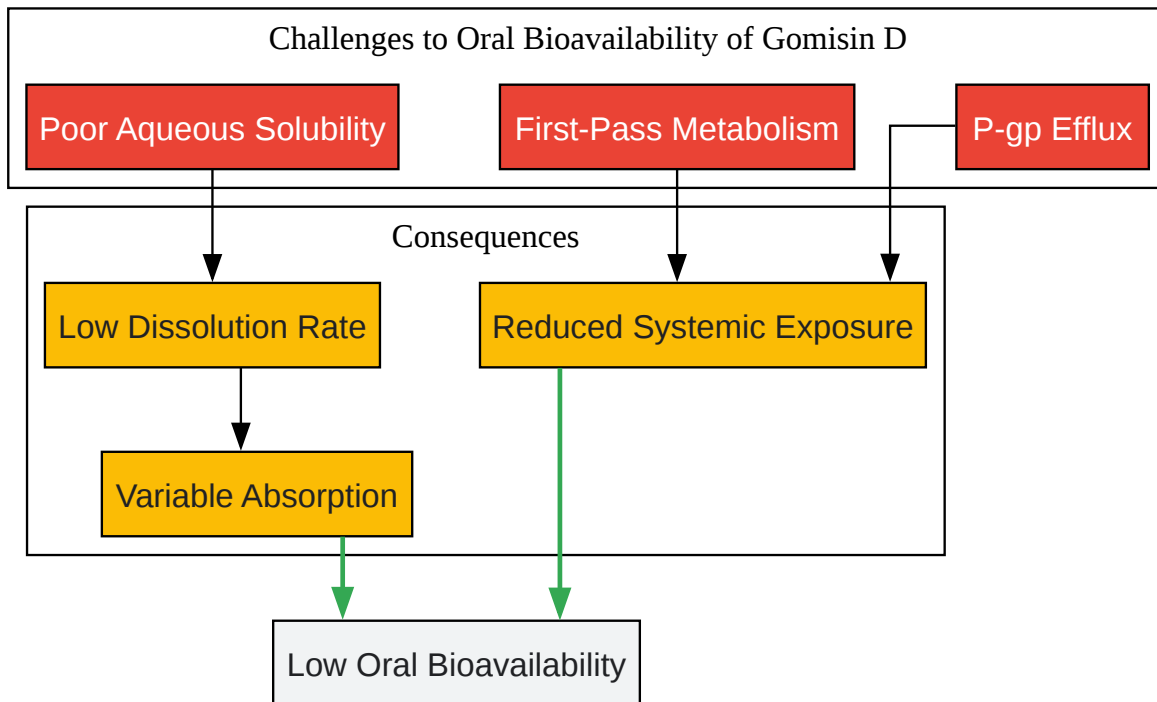 Challenges to Oral Bioavailability of Gomisin D
Poor Aqueous Solubility
First-Pass Metabolism
P-gp Efflux
Consequences
Low Dissolution Rate
Reduced Systemic Exposure
Variable Absorption
Low Oral Bioavailability